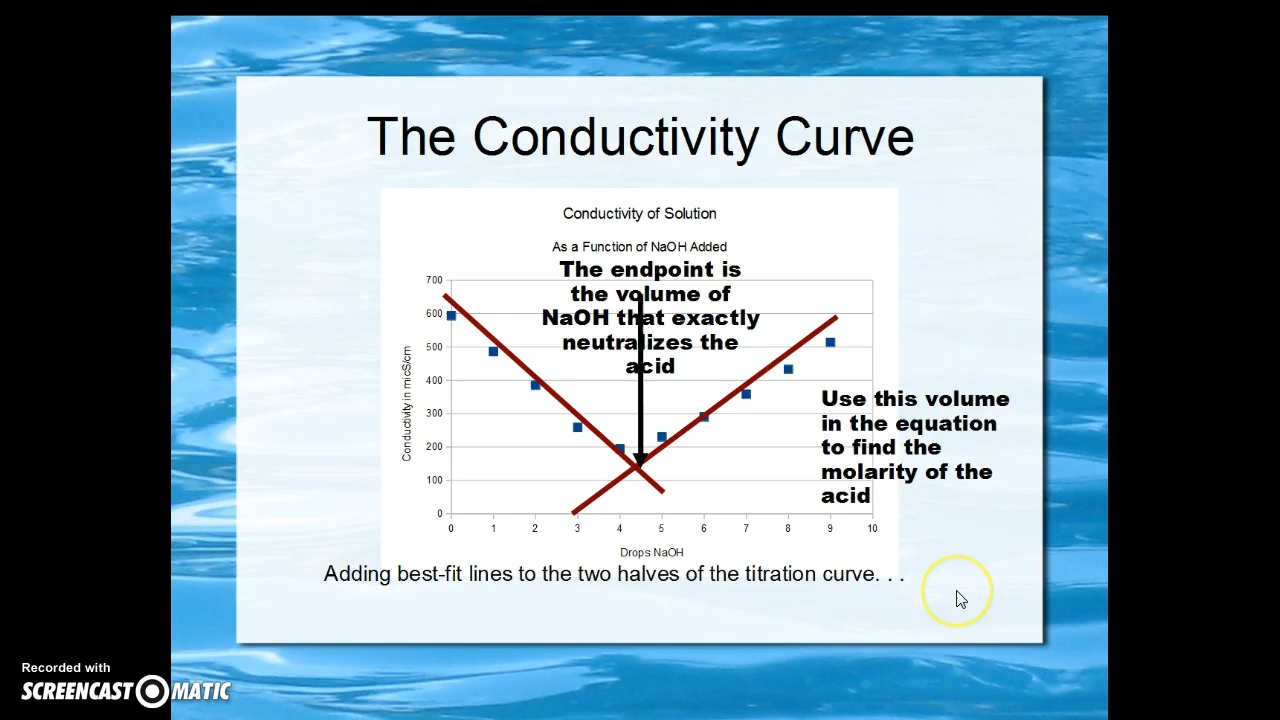 The Conductivity Curve
Conductivity of Solution
As a Function of NaOH Added
The endpoint is
the volume of
NaOH that exactly
neutralizes the
acid
700
600
500
400
300
200
100
0
Conductivity in micS/cm
0 1 2 3 4 5 6 7 8 9 10
Drops NaOH
Use this volume
in the equation
to find the
molarity of the
acid
Adding best-fit lines to the two halves of the titration curve. . .
Recorded with
SCREENCAST MATIC